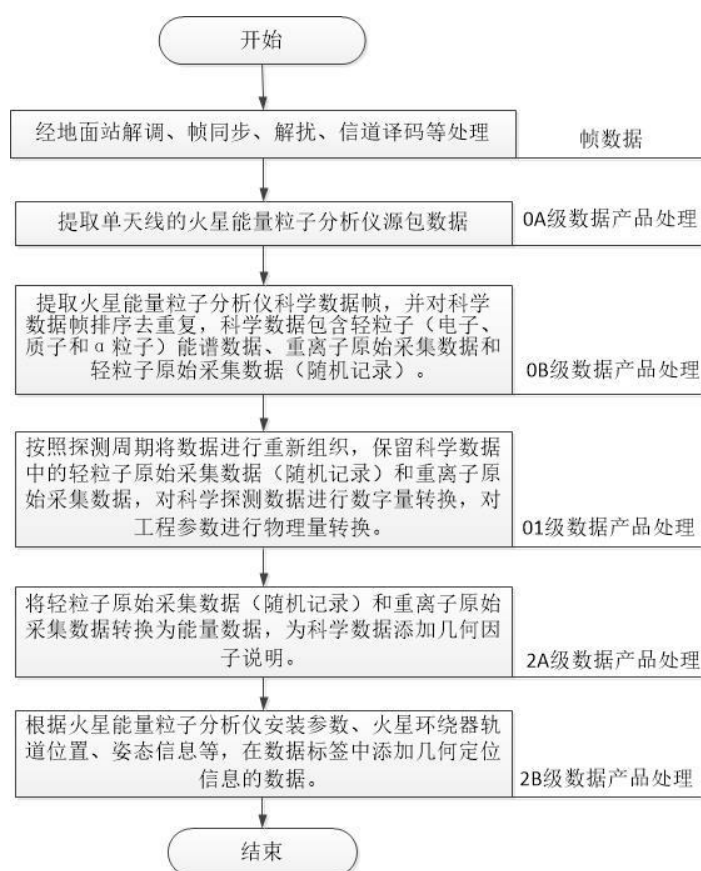 开始
经地面站解调、帧同步、解扰、信道译码等处理
帧数据
提取单天线的火星能量粒子分析仪源包数据
0A级数据产品处理
提取火星能量粒子分析仪科学数据帧，并对科学
数据帧排序去重复，科学数据包含轻粒子（电子、
质子和α粒子）能谱数据、重离子原始采集数据和
轻粒子原始采集数据（随机记录）。
0B级数据产品处理
按照探测周期将数据进行重新组织，保留科学数据
中的轻粒子原始采集数据（随机记录）和重离子原
始采集数据，对科学探测数据进行数字量转换，对
工程参数进行物理量转换。
01级数据产品处理
将轻粒子原始采集数据（随机记录）和重离子原始
采集数据转换为能量数据，为科学数据添加几何因
子说明。
2A级数据产品处理
根据火星能量粒子分析仪安装参数、火星环绕器轨
道位置、姿态信息等，在数据标签中添加几何定位
信息的数据。
2B级数据产品处理
结束